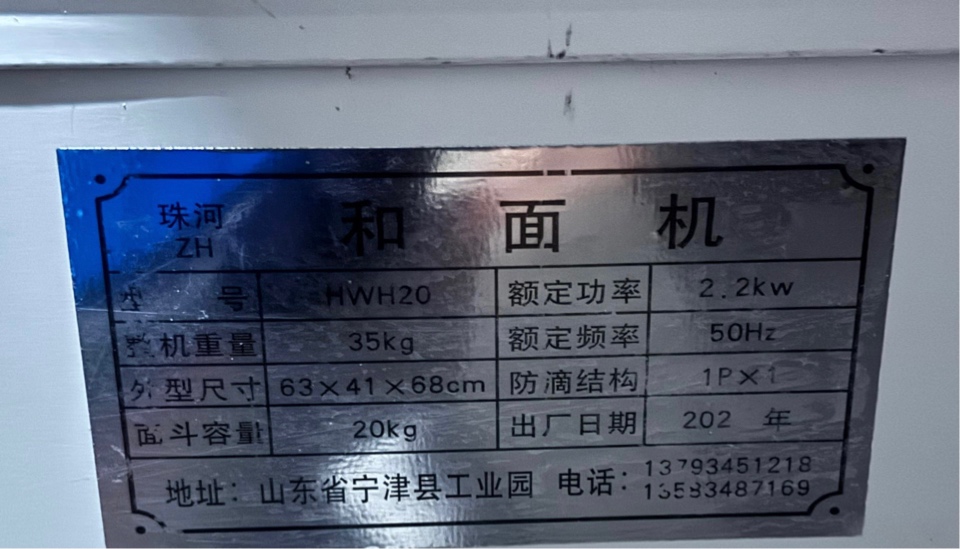 珠河
ZH
和面机
型号 HWH20 额定功率 2.2kw
整机重量 35kg 额定频率 50Hz
外型尺寸 63×41×68cm 防滴结构 1P×1
面斗容量 20kg 出厂日期 202 年
地址：山东省宁津县工业园 电话：13793451218
13583487169